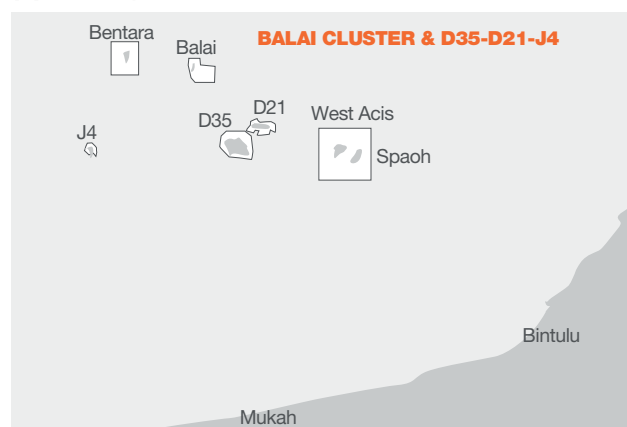 BALAI CLUSTER & D35-D21-J4
Bentara
Balai
J4
D35
D21
West Acis
Spaoh
Bintulu
Mukah